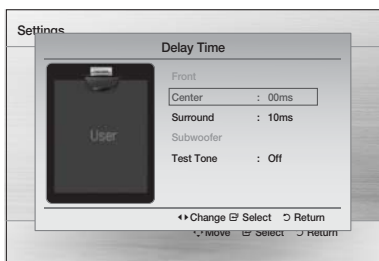 Settings
Delay Time
Front
Center : 00ms
User
Surround : 10ms
Subwoofer
Test Tone : Off
Change Select Return
Move Select Return